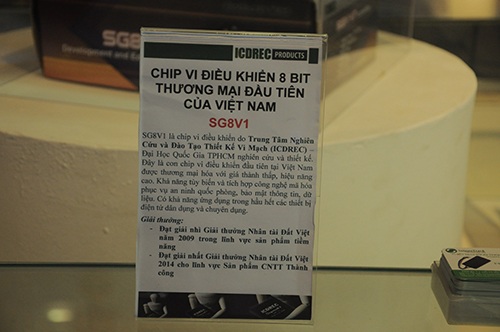 SG8
Development and
ICDREC PRODUCTS
CHIP VI ĐIỀU KHIỂN 8 BIT
THƯƠNG MẠI ĐẦU TIÊN
CỦA VIỆT NAM
SG8V1
SG8V1 là chip vi điều khiển do Trung Tâm Nghiên
Cứu và Đào Tạo Thiết Kế Vi Mạch (ICDREC) –
Đại Học Quốc Gia TPHCM nghiên cứu và thiết kế.
Đây là con chip vi điều khiển đầu tiên tại Việt Nam
được thương mại hóa với giá thành thấp, hiệu năng
cao. Khả năng tùy biến và tích hợp công nghệ mã hóa
phục vụ an ninh quốc phòng, bảo mật thông tin, dữ
liệu. Có khả năng ứng dụng trong hầu hết các thiết bị
điện tử dân dụng và chuyên dụng.
Giải thưởng:
- Đạt giải nhì Giải thưởng Nhân tài Đất Việt
năm 2009 trong lĩnh vực sản phẩm tiềm
năng
- Đạt giải nhất Giải thưởng Nhân tài Đất Việt
2014 cho lĩnh vực Sản phẩm CNTT Thành
công